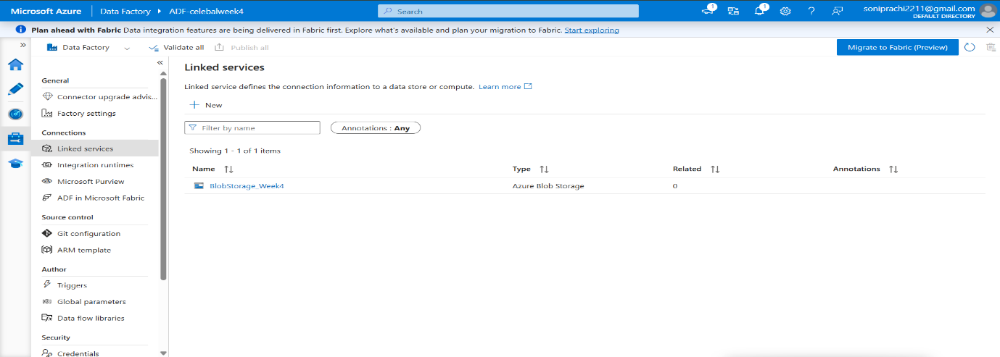 Microsoft Azure Data Factory ▸ ADF-celebalweek4 Search 1 1 soniprachi2211@gmail.com
DEFAULT DIRECTORY
Plan ahead with Fabric Data integration features are being delivered in Fabric first. Explore what's available and plan your migration to Fabric. Start exploring
Data Factory Validate all Publish all Migrate to Fabric (Preview)
General
Connector upgrade advis...
Factory settings
Connections
Linked services
Integration runtimes
Microsoft Purview
ADF in Microsoft Fabric
Source control
Git configuration
ARM template
Author
Triggers
Global parameters
Data flow libraries
Security
Credentials
Linked services
Linked service defines the connection information to a data store or compute. Learn more
New
Filter by name Annotations : Any
Showing 1 - 1 of 1 items
Name Type Related Annotations
BlobStorage_Week4 Azure Blob Storage 0